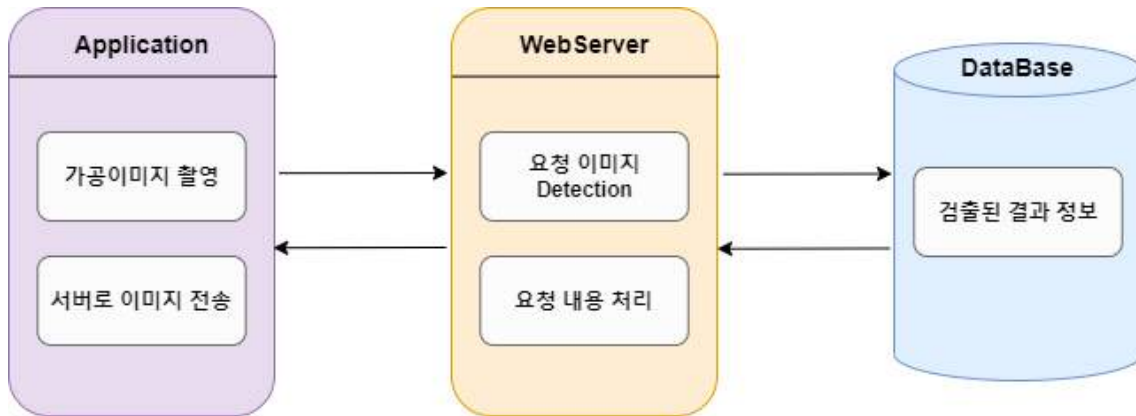 Application
가공이미지 촬영
서버로 이미지 전송
WebServer
요청 이미지
Detection
요청 내용 처리
DataBase
검출된 결과 정보